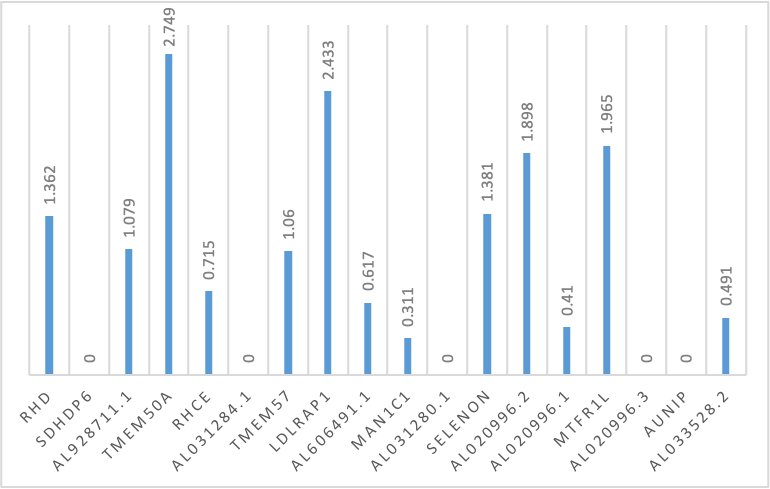 1.362
0
1.079
2.749
0.715
0
1.06
2.433
0.617
0.311
0
1.381
1.898
0.41
1.965
0
0
0.491
RHD
SDHDP6
AL928711.1
TMEM50A
RHCE
AL031284.1
TMEM57
LDLRAP1
AL606491.1
MAN1C1
AL031280.1
SELENON
AL020996.2
AL020996.1
MTFR1L
AL020996.3
AUNIP
AL033528.2